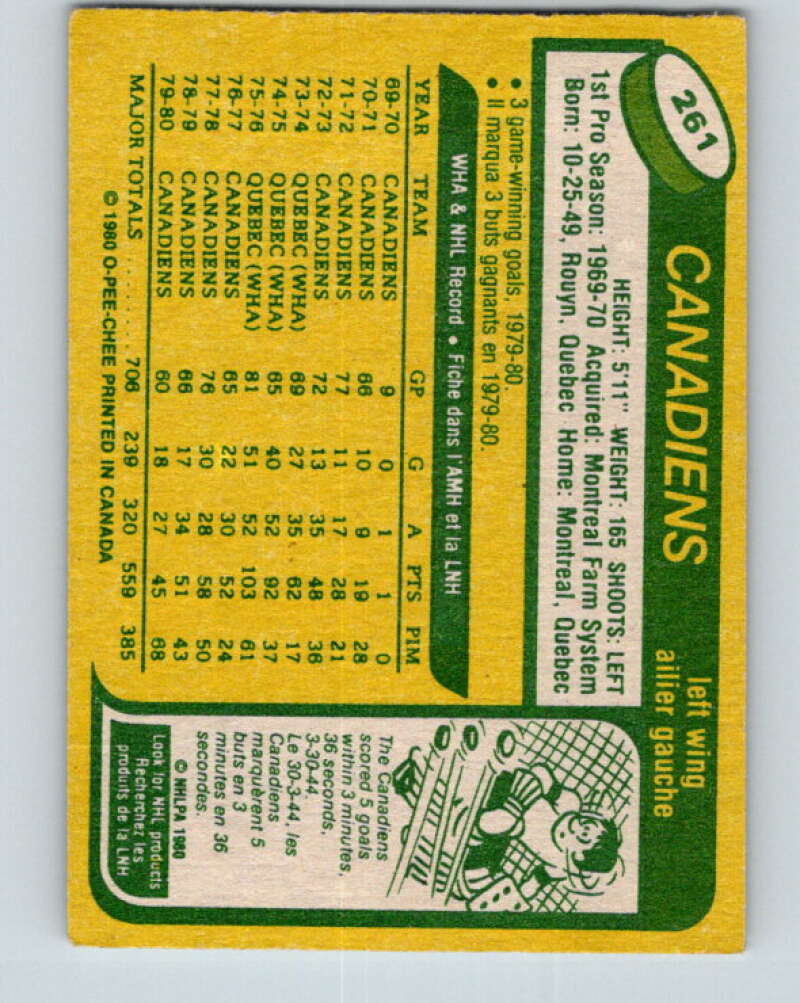 261
CANADIENS
left wing
ailier gauche
HEIGHT: 5'11" WEIGHT: 165 SHOOTS: LEFT
1st Pro Season: 1969-70 Acquired: Montreal Farm System
Born: 10-25-49, Rouyn, Quebec Home: Montreal, Quebec
• 3 game-winning goals, 1979-80.
• Il marqua 3 buts gagnants en 1979-80.
WHA & NHL Record • Fiche dans l'AMH et la LNH
YEAR TEAM GP G A PTS PIM
69-70 CANADIENS 9 0 1 1 0
70-71 CANADIENS 66 10 9 19 28
71-72 CANADIENS 77 11 17 28 21
72-73 CANADIENS 72 13 35 48 36
73-74 QUEBEC (WHA) 69 27 35 62 17
74-75 QUEBEC (WHA) 65 40 52 92 37
75-76 QUEBEC (WHA) 81 51 52 103 61
76-77 CANADIENS 65 22 30 52 24
77-78 CANADIENS 76 30 28 58 50
78-79 CANADIENS 66 17 34 51 43
79-80 CANADIENS 60 18 27 45 68
MAJOR TOTALS ........ 706 239 320 559 385
© 1980 O-PEE-CHEE PRINTED IN CANADA
The Canadiens
scored 5 goals
within 3 minutes,
36 seconds,
3-30-44.
Le 30-3-44, les
Canadiens
marquèrent 5
buts en 3
minutes en 36
secondes.
© NHLPA 1980
Look for NHL products
Recherchez les
produits de la LNH